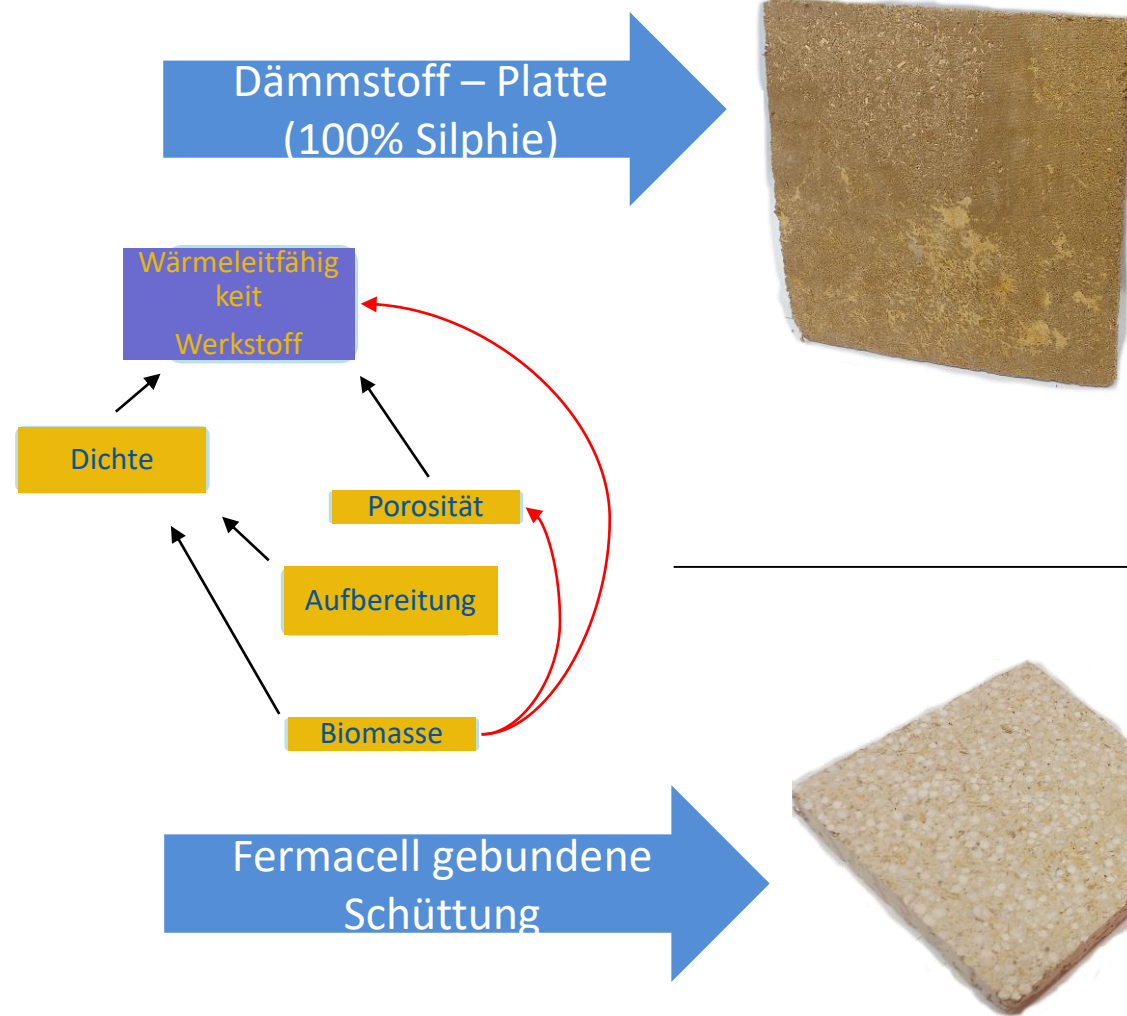 Dämmstoff – Platte
(100% Silphie)
Wärmeleitfähig
keit
Werkstoff
Dichte
Porosität
Aufbereitung
Biomasse
Fermacell gebundene
Schüttung